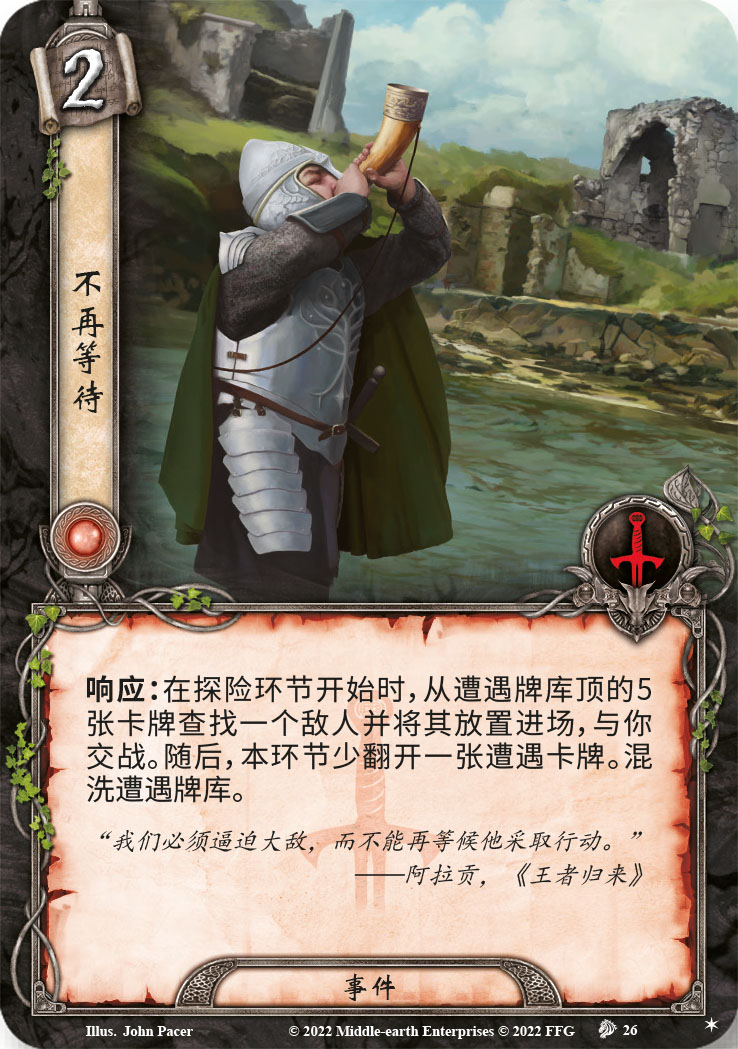 2
不再等待
响应：在探险环节开始时，从遭遇牌库顶的5
张卡牌查找一个敌人并将其放置进场，与你
交战。随后，本环节少翻开一张遭遇卡牌。混
洗遭遇牌库。
“我们必须逼迫大敌，而不能再等候他采取行动。”
——阿拉贡，《王者归来》
事件
Illus. John Pacer © 2022 Middle-earth Enterprises © 2022 FFG 26